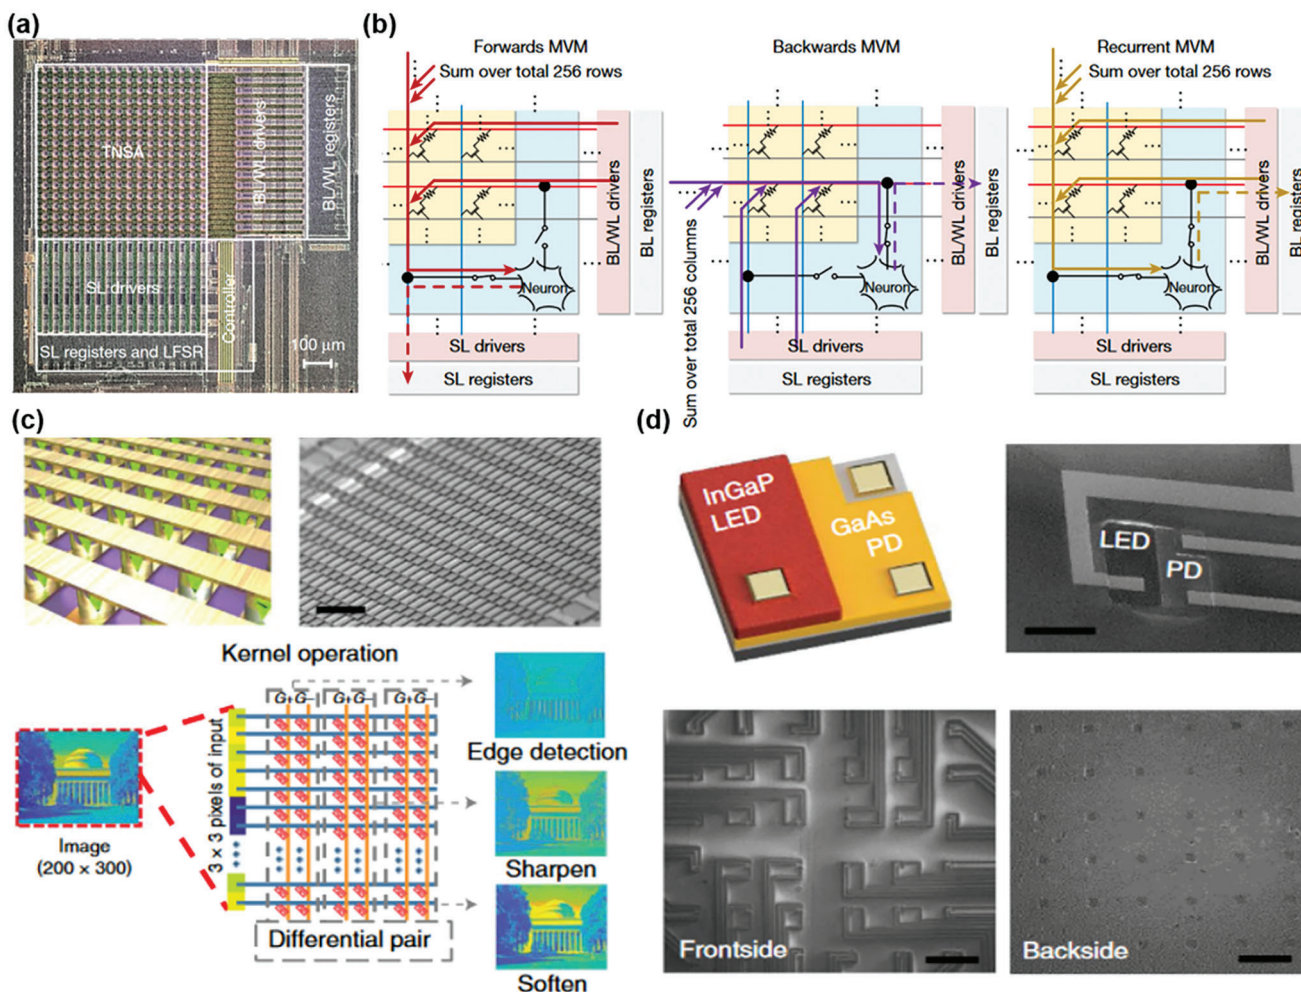 (a)
TNSA
BL/WL drivers
BL/WL registers
SL drivers
Controller
SL registers and LFSR
100 μm
(b)
Forwards MVM
Sum over total 256 rows
BL/WL drivers
BL registers
Neuron
SL drivers
SL registers
Backwards MVM
Sum over total 256 columns
BL/WL drivers
BL registers
Neuron
SL drivers
SL registers
Recurrent MVM
Sum over total 256 rows
BL/WL drivers
BL registers
Neuron
SL drivers
SL registers
(c)
Kernel operation
G+ G–
G+ G–
G+ G–
3 × 3 pixels of input
Image
(200 × 300)
Differential pair
Edge detection
Sharpen
Soften
(d)
InGaP
LED
GaAs
PD
LED
PD
Frontside
Backside